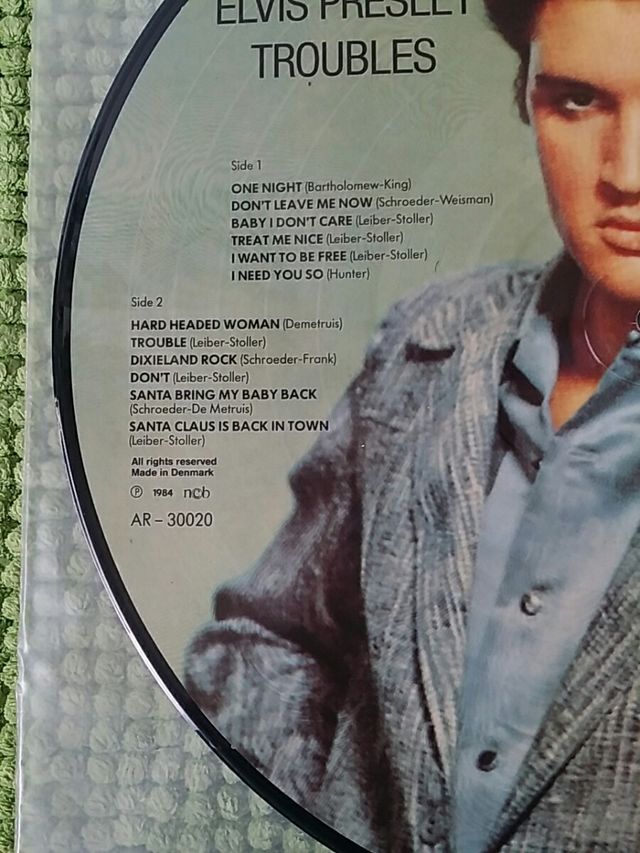 ELVIS PRESLEY
TROUBLES
Side 1
ONE NIGHT (Bartholomew-King)
DON'T LEAVE ME NOW (Schroeder-Weisman)
BABY I DON'T CARE (Leiber-Stoller)
TREAT ME NICE (Leiber-Stoller)
I WANT TO BE FREE (Leiber-Stoller)
I NEED YOU SO (Hunter)
Side 2
HARD HEADED WOMAN (Demetruis)
TROUBLE (Leiber-Stoller)
DIXIELAND ROCK (Schroeder-Frank)
DON'T (Leiber-Stoller)
SANTA BRING MY BABY BACK
(Schroeder-De Metruis)
SANTA CLAUS IS BACK IN TOWN
(Leiber-Stoller)
All rights reserved
Made in Denmark
℗ 1984 ncb
AR – 30020